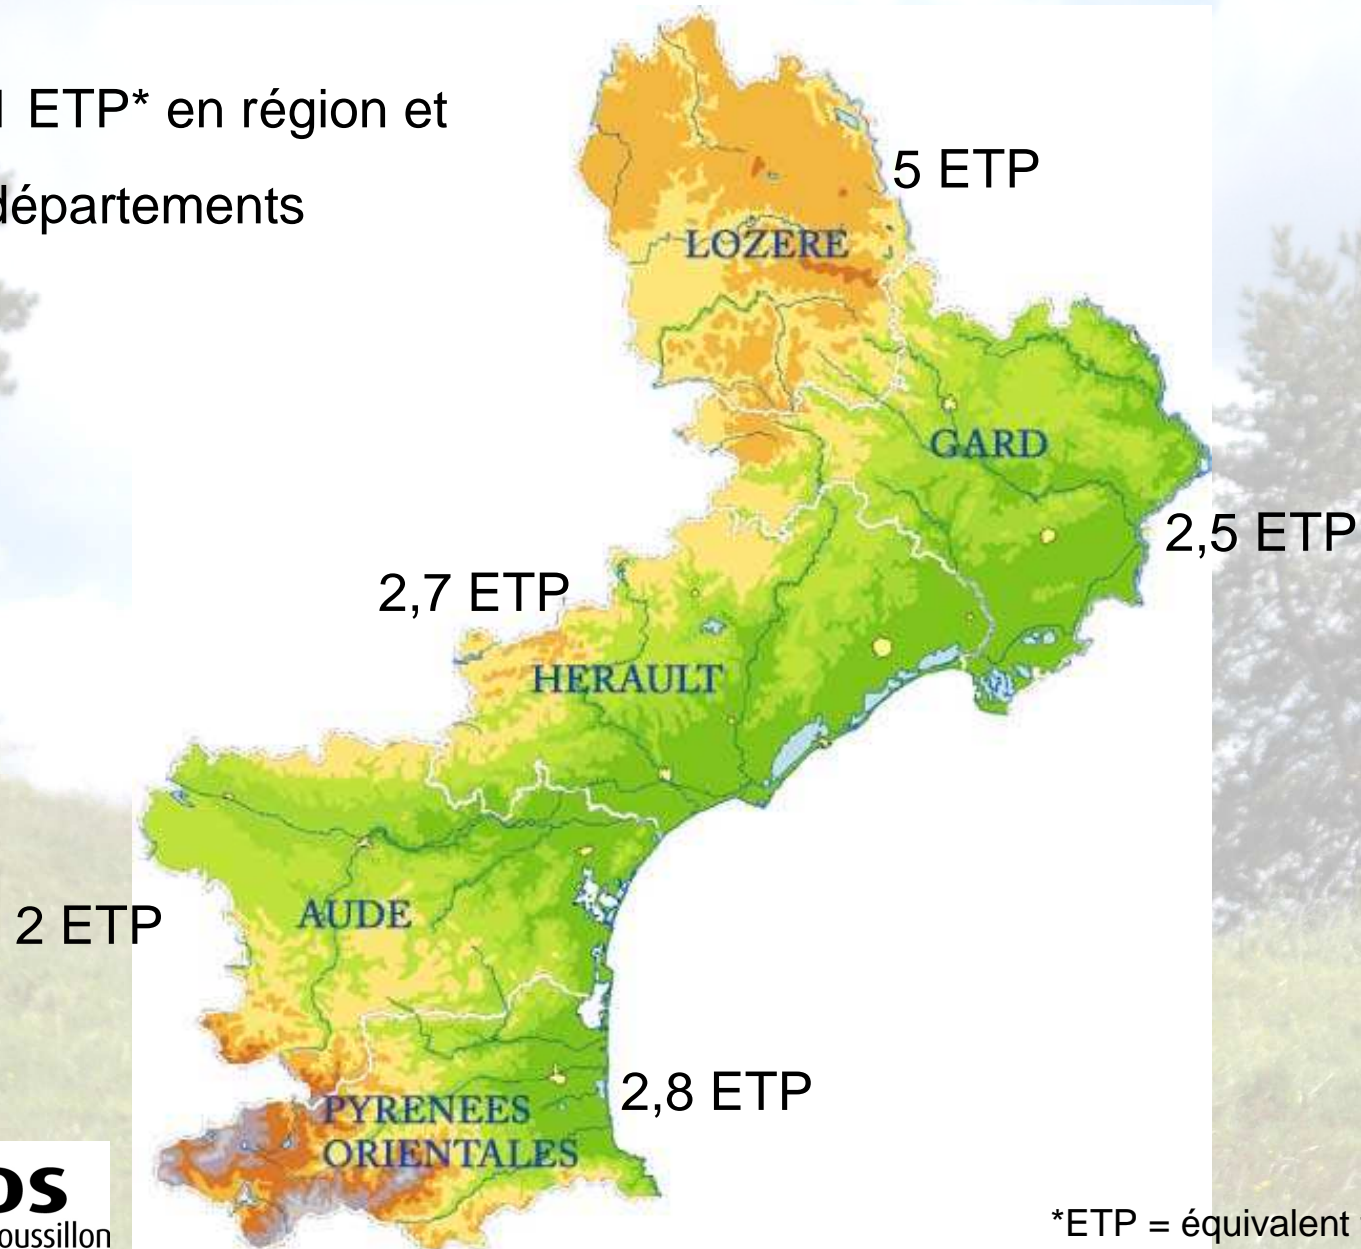 ETP* en région et
départements
5 ETP
LOZERE
GARD
2,5 ETP
2,7 ETP
HERAULT
2 ETP
AUDE
2,8 ETP
PYRENEES
ORIENTALES
*ETP = équivalent